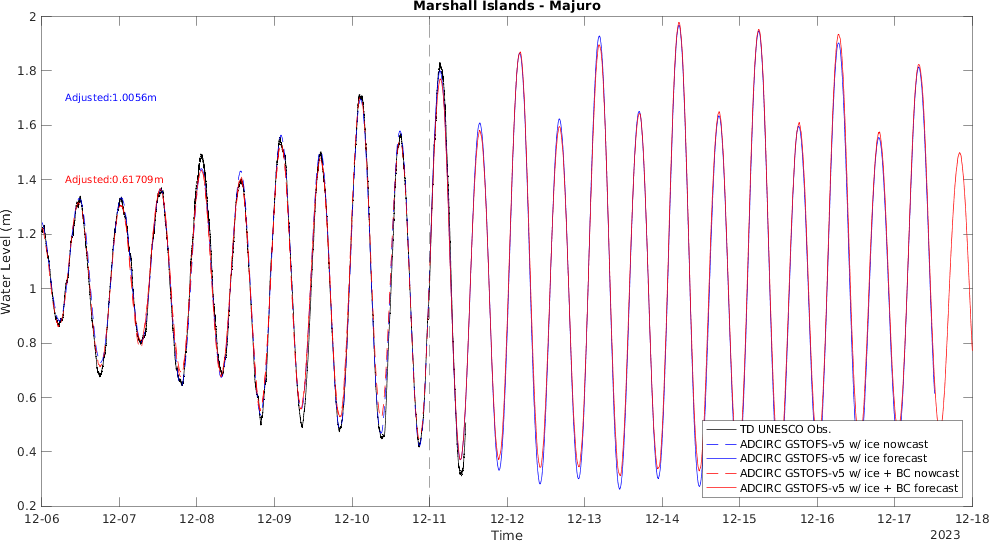 Marshall Islands - Majuro
2
1.8
1.6
1.4
1.2
1
0.8
0.6
0.4
0.2
Water Level (m)
Adjusted:1.0056m
Adjusted:0.61709m
TD UNESCO Obs.
ADCIRC GSTOFS-v5 w/ ice nowcast
ADCIRC GSTOFS-v5 w/ ice forecast
ADCIRC GSTOFS-v5 w/ ice + BC nowcast
ADCIRC GSTOFS-v5 w/ ice + BC forecast
12-06 12-07 12-08 12-09 12-10 12-11 12-12 12-13 12-14 12-15 12-16 12-17 12-18
Time
2023